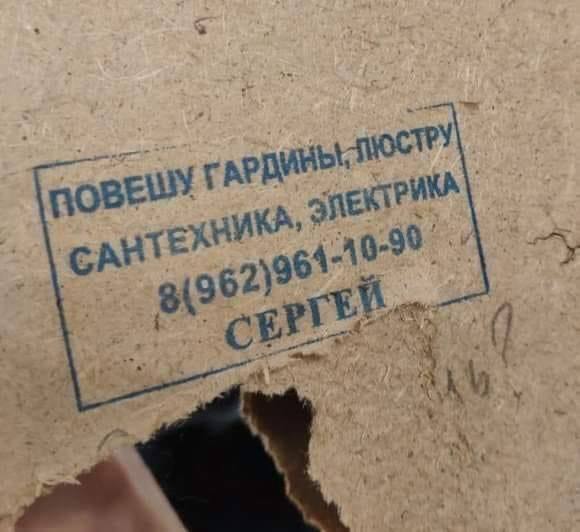 ПОВЕШУ ГАРДИНЫ, ЛЮСТРУ
САНТЕХНИКА, ЭЛЕКТРИКА
8(962)961-10-90
СЕРГЕЙ